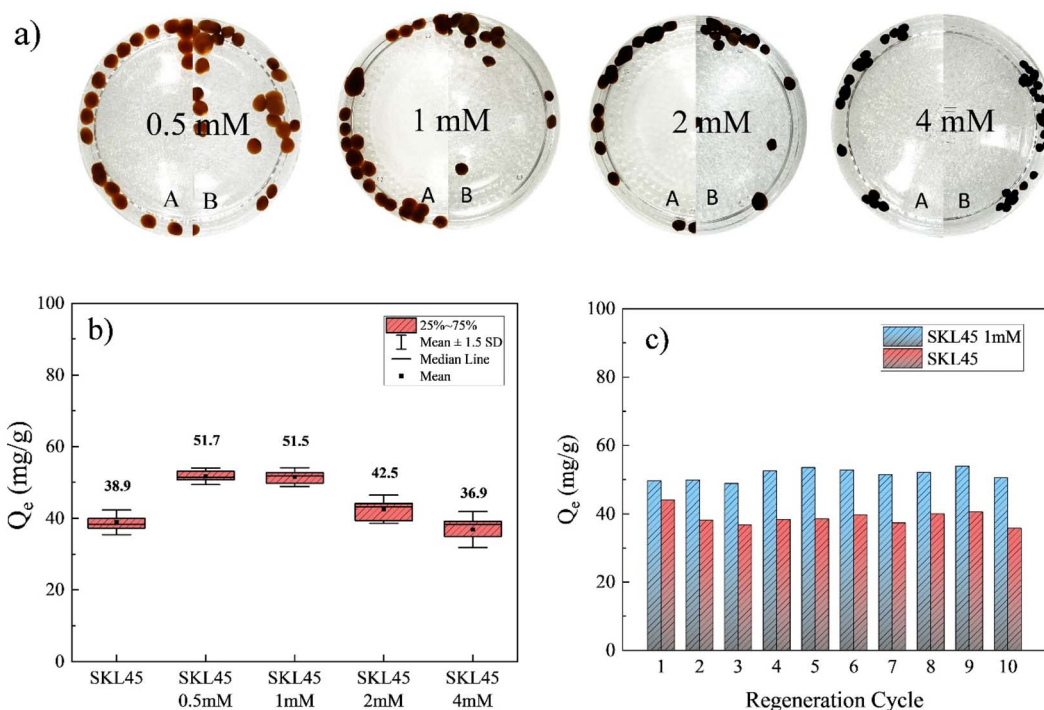 a)
0.5 mM
A B
1 mM
A B
2 mM
A B
4 mM
A B
b)
100
80
60
40
20
0
Qe (mg/g)
25%~75%
Mean ± 1.5 SD
Median Line
Mean
38.9
51.7
51.5
42.5
36.9
SKL45
SKL45 0.5mM
SKL45 1mM
SKL45 2mM
SKL45 4mM
c)
100
80
60
40
20
0
Qe (mg/g)
SKL45 1mM
SKL45
1 2 3 4 5 6 7 8 9 10
Regeneration Cycle